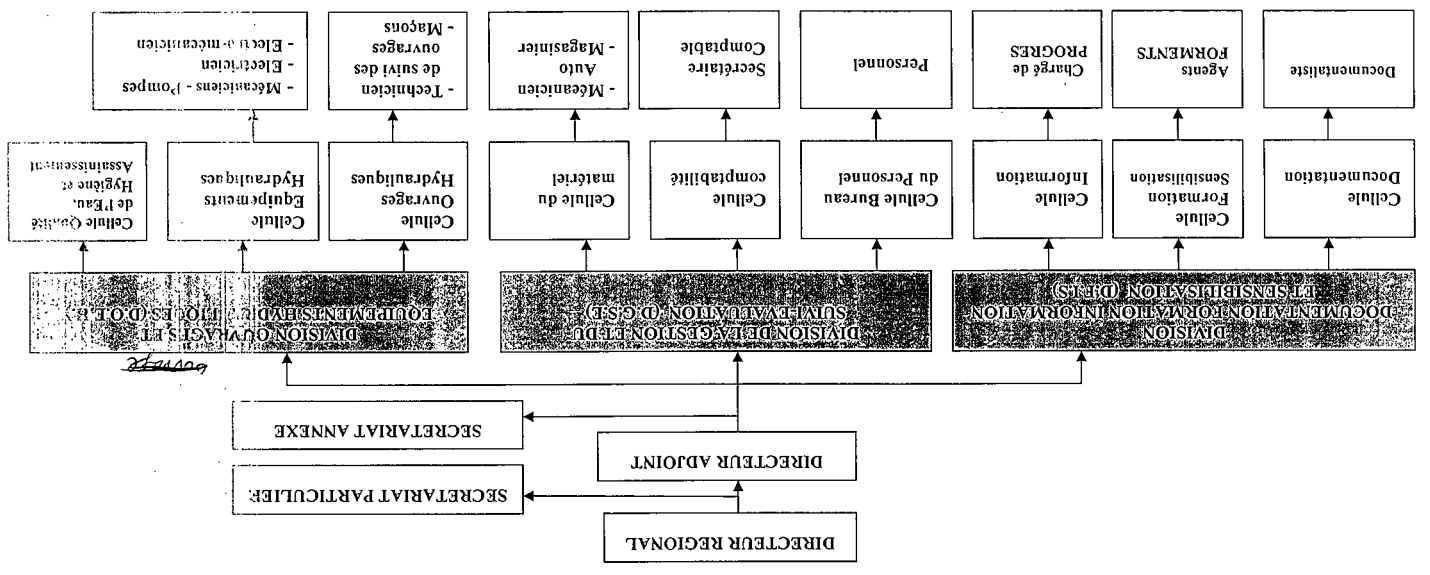 DIRECTEUR REGIONAL
SECRETARIAT PARTICULIER
DIRECTEUR ADJOINT
SECRETARIAT ANNEXE
DIVISION
DOCUMENTATION FORMATION INFORMATION
ET SENSIBILISATION (D.F.I.S)
DIVISION DE LA GESTION ET DU
SUIVI-EVALUATION (D.G.S.E)
DIVISION OUVRAGES ET
EQUIPEMENTS (D.O.E.H.)
Cellule
Documentation
Cellule
Formation
Sensibilisation
Cellule
Information
Cellule Bureau
du Personnel
Cellule
comptabilité
Cellule du
matériel
Cellule
Ouvrages
Hydrauliques
Cellule
Equipements
Hydrauliques
Cellule Qualité
de l'Eau,
Hygiène et
Assainissement
Documentaliste
Agents
FORMENTS
Chargé de
PROGRES
Personnel
Secrétaire
Comptable
- Mécanicien
Auto
- Magasinier
- Technicien
de suivi des
ouvrages
- Maçons
- Mécaniciens - Pompes
- Electricien
- Electro-mécanicien